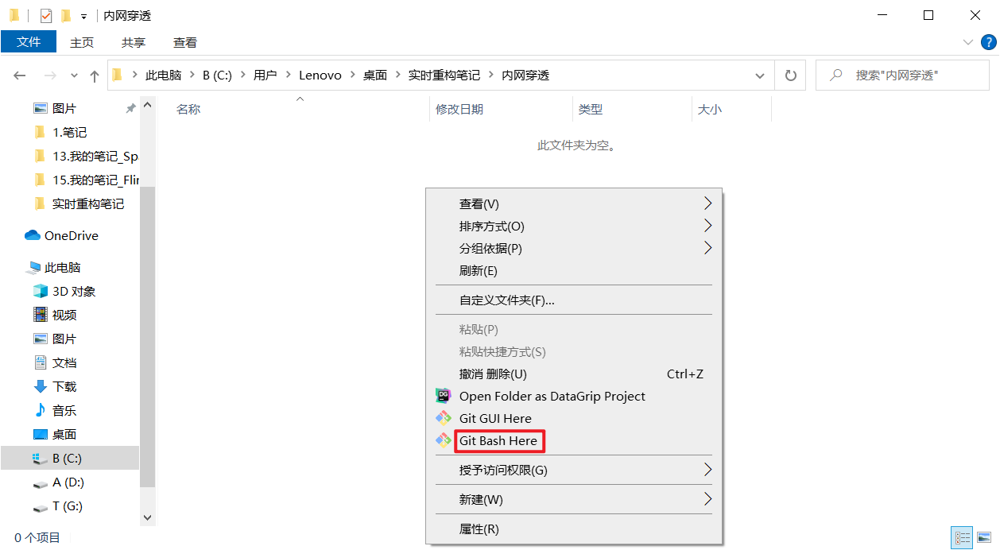 内网穿透
文件 主页 共享 查看
此电脑 B (C:) 用户 Lenovo 桌面 实时重构笔记 内网穿透
搜索"内网穿透"
名称 修改日期 类型 大小
此文件夹为空。
图片
1.笔记
13.我的笔记_Sp
15.我的笔记_Flin
实时重构笔记
OneDrive
此电脑
3D 对象
视频
图片
文档
下载
音乐
桌面
B (C:)
A (D:)
T (G:)
查看(V)
排序方式(O)
分组依据(P)
刷新(E)
自定义文件夹(F)...
粘贴(P)
粘贴快捷方式(S)
撤消 删除(U) Ctrl+Z
DG Open Folder as DataGrip Project
Git GUI Here
Git Bash Here
授予访问权限(G)
新建(W)
属性(R)
0 个项目